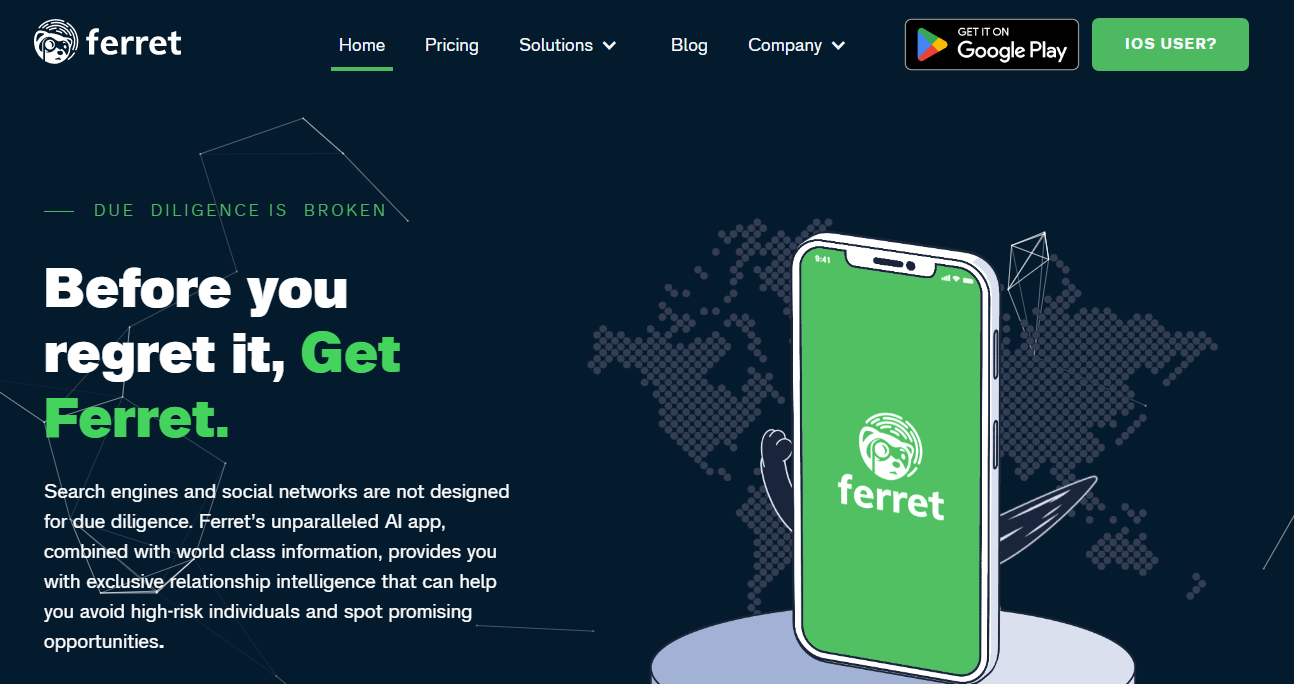 ferret
Home
Pricing
Solutions
Blog
Company
GET IT ON
Google Play
IOS USER?
DUE DILIGENCE IS BROKEN
Before you
regret it, Get
Ferret.
Search engines and social networks are not designed
for due diligence. Ferret’s unparalleled AI app,
combined with world class information, provides you
with exclusive relationship intelligence that can help
you avoid high-risk individuals and spot promising
opportunities.
9:41
ferret